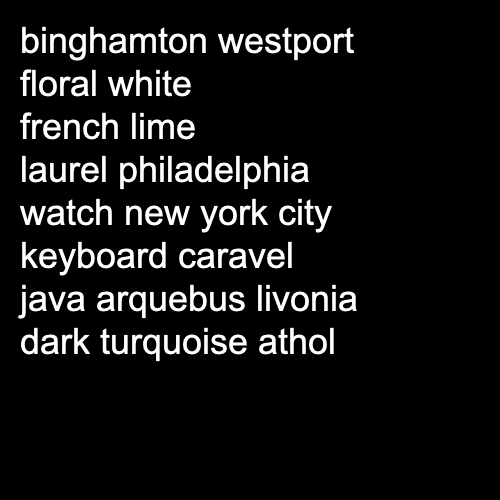 binghamton westport
floral white
french lime
laurel philadelphia
watch new york city
keyboard caravel
java arquebus livonia
dark turquoise athol